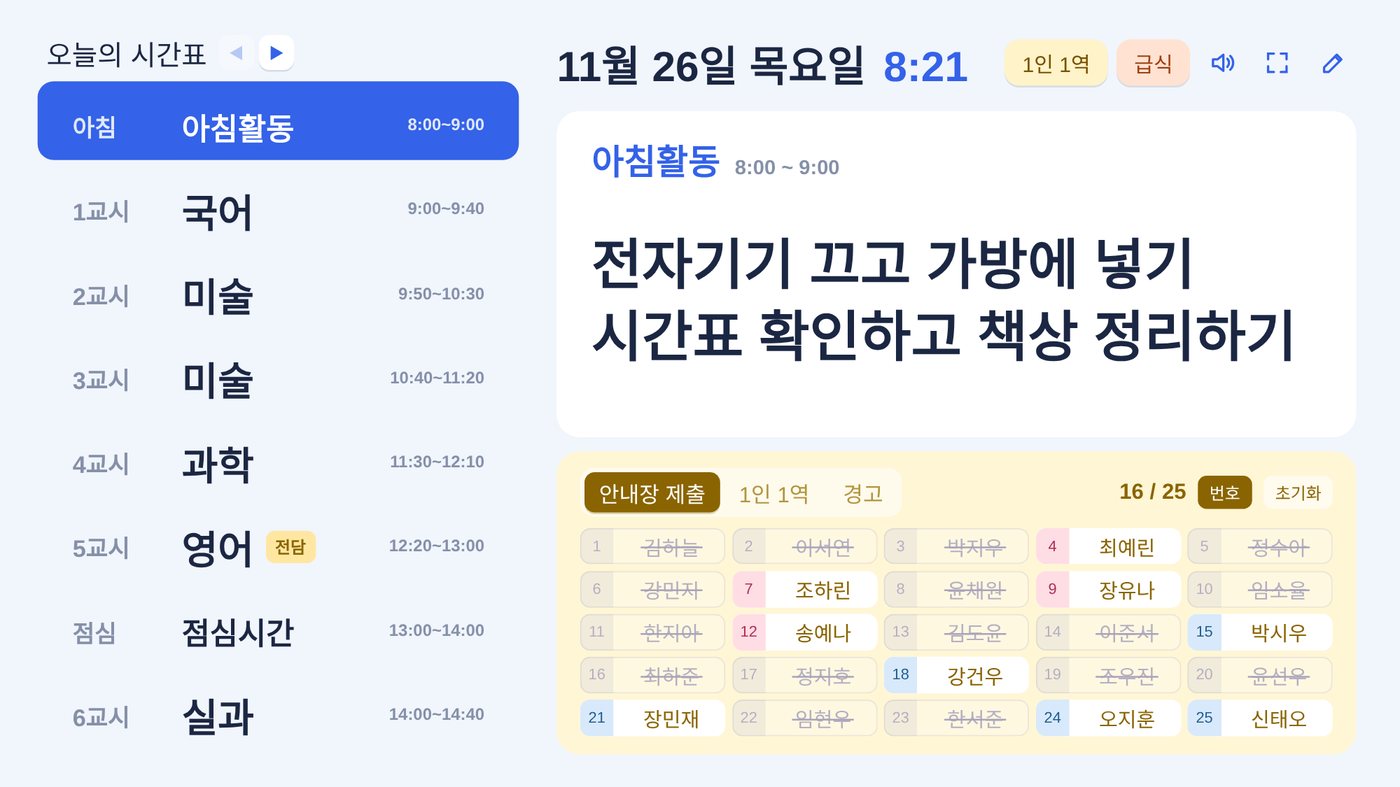 오늘의 시간표 ◀ ▶
아침 아침활동 8:00~9:00
1교시 국어 9:00~9:40
2교시 미술 9:50~10:30
3교시 미술 10:40~11:20
4교시 과학 11:30~12:10
5교시 영어 전담 12:20~13:00
점심 점심시간 13:00~14:00
6교시 실과 14:00~14:40
11월 26일 목요일 8:21 1인 1역 급식
아침활동 8:00 ~ 9:00
전자기기 끄고 가방에 넣기
시간표 확인하고 책상 정리하기
안내장 제출 1인 1역 경고 16 / 25 번호 초기화
1 김하늘 2 이서연 3 박지우 4 최예린 5 정수아
6 강민지 7 조하린 8 윤채원 9 장유나 10 임소율
11 한지아 12 송예나 13 김도윤 14 이준서 15 박시우
16 최하준 17 정지호 18 강건우 19 조우진 20 윤선우
21 장민재 22 임현우 23 한서준 24 오지훈 25 신태오